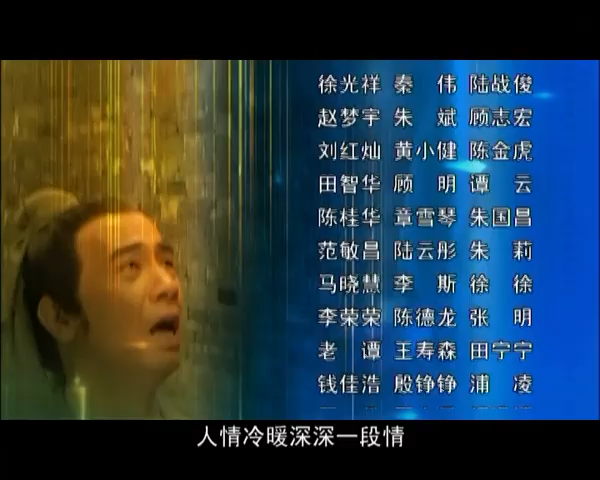 徐光祥 秦 伟 陆战俊
赵梦宇 朱 斌 顾志宏
刘红灿 黄小健 陈金虎
田智华 顾 明 谭 云
陈桂华 章雪琴 朱国昌
范敏昌 陆云彤 朱 莉
马晓慧 李 斯 徐 徐
李荣荣 陈德龙 张 明
老 谭 王寿森 田宁宁
钱佳浩 殷铮铮 浦 凌
人情冷暖深深一段情